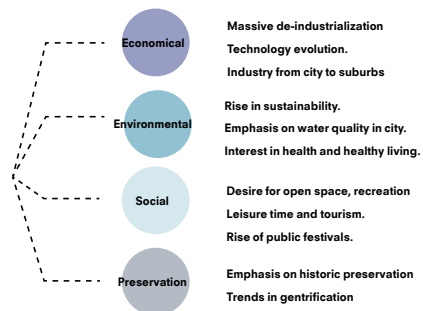 Economical
Massive de-industrialization
Technology evolution.
Industry from city to suburbs
Environmental
Rise in sustainability.
Emphasis on water quality in city.
Interest in health and healthy living.
Social
Desire for open space, recreation
Leisure time and tourism.
Rise of public festivals.
Preservation
Emphasis on historic preservation
Trends in gentrification